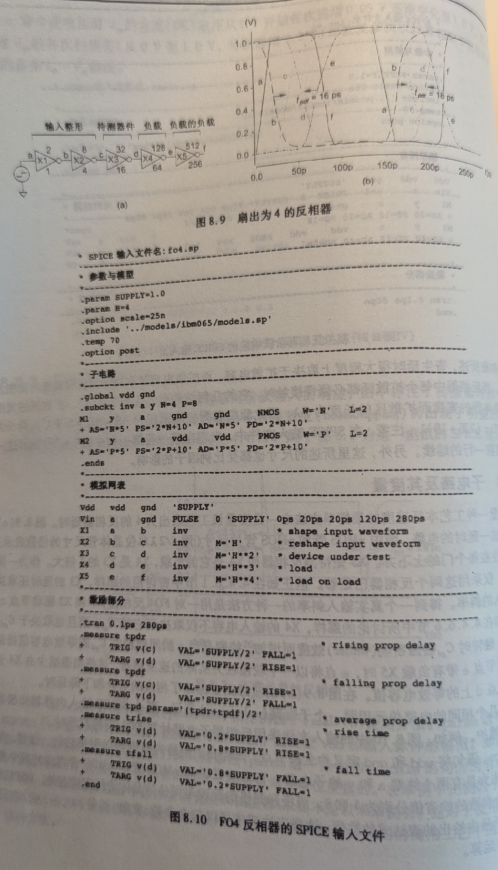 (V)
1.0
0.8
0.6
0.4
0.2
0.0
a
b
c
d
e
f
tpdf = 16 ps
tpdr = 16 ps
0.0 50p 100p 150p 200p 250p
(b)
输入整形 待测器件 负载 负载的负载
2 8 32 128 512
a X1 b X2 c X3 d X4 e X5 f
1 4 16 64 256
(a)
图 8.9 扇出为 4 的反相器
* SPICE 输入文件名:fo4.sp
* 参数与模型
.param SUPPLY=1.0
.param H=4
.option scale=25n
.include '../models/ibm065/models.sp'
.temp 70
.option post
* 子电路
.global vdd gnd
.subckt inv a y N=4 P=8
M1 y a gnd gnd NMOS W='N' L=2
+ AS='N*5' PS='2*N+10' AD='N*5' PD='2*N+10'
M2 y a vdd vdd PMOS W='P' L=2
+ AS='P*5' PS='2*P+10' AD='P*5' PD='2*P+10'
.ends
* 模拟网表
Vdd vdd gnd 'SUPPLY'
Vin a gnd PULSE 0 'SUPPLY' 0ps 20ps 20ps 120ps 280ps
X1 a b inv * shape input waveform
X2 b c inv M='H' * reshape input waveform
X3 c d inv M='H**2' * device under test
X4 d e inv M='H**3' * load
X5 e f inv M='H**4' * load on load
* 激励部分
.tran 0.1ps 280ps
.measure tpdr * rising prop delay
+ TRIG v(c) VAL='SUPPLY/2' FALL=1
+ TARG v(d) VAL='SUPPLY/2' RISE=1
.measure tpdf * falling prop delay
+ TRIG v(c) VAL='SUPPLY/2' RISE=1
+ TARG v(d) VAL='SUPPLY/2' FALL=1
.measure tpd param='(tpdr+tpdf)/2' * average prop delay
.measure trise * rise time
+ TRIG v(d) VAL='0.2*SUPPLY' RISE=1
+ TARG v(d) VAL='0.8*SUPPLY' RISE=1
.measure tfall * fall time
+ TRIG v(d) VAL='0.8*SUPPLY' FALL=1
+ TARG v(d) VAL='0.2*SUPPLY' FALL=1
.end
图 8.10 FO4 反相器的 SPICE 输入文件